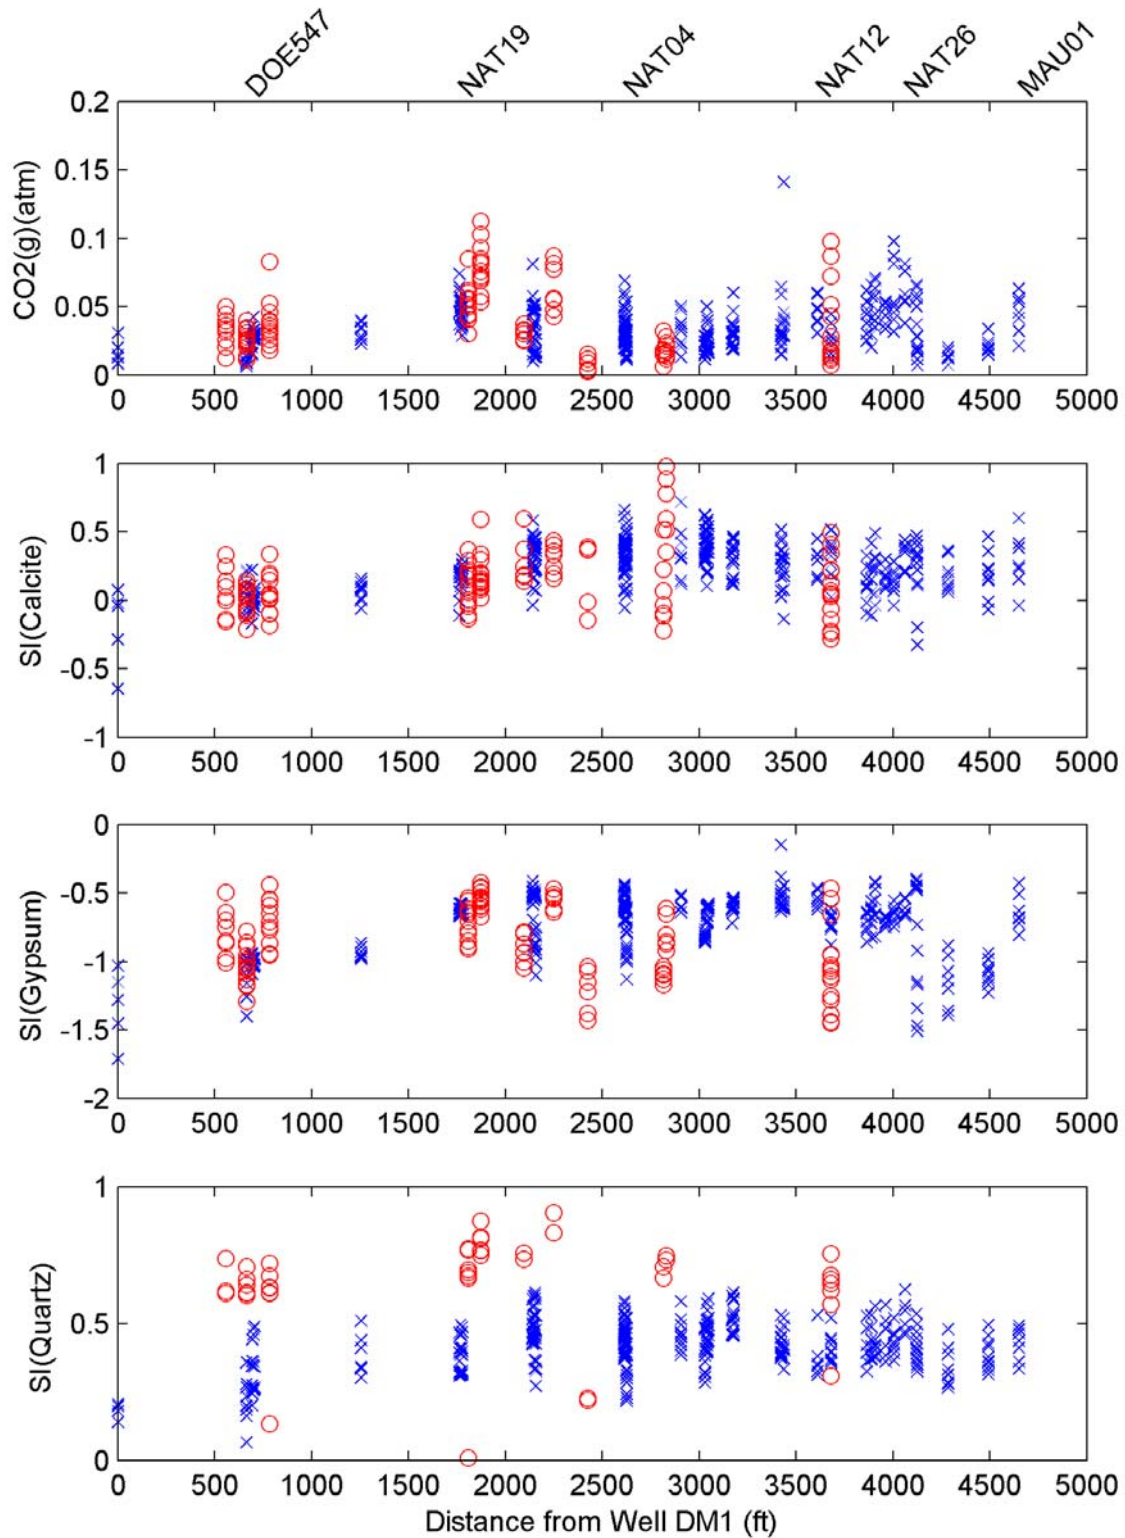 DOE547 NAT19 NAT04 NAT12 NAT26 MAU01
0.2
0.15
0.1
0.05
0
CO2(g)(atm)
0 500 1000 1500 2000 2500 3000 3500 4000 4500 5000
1
0.5
0
-0.5
-1
SI(Calcite)
0 500 1000 1500 2000 2500 3000 3500 4000 4500 5000
0
-0.5
-1
-1.5
-2
SI(Gypsum)
0 500 1000 1500 2000 2500 3000 3500 4000 4500 5000
1
0.5
0
SI(Quartz)
0 500 1000 1500 2000 2500 3000 3500 4000 4500 5000
Distance from Well DM1 (ft)